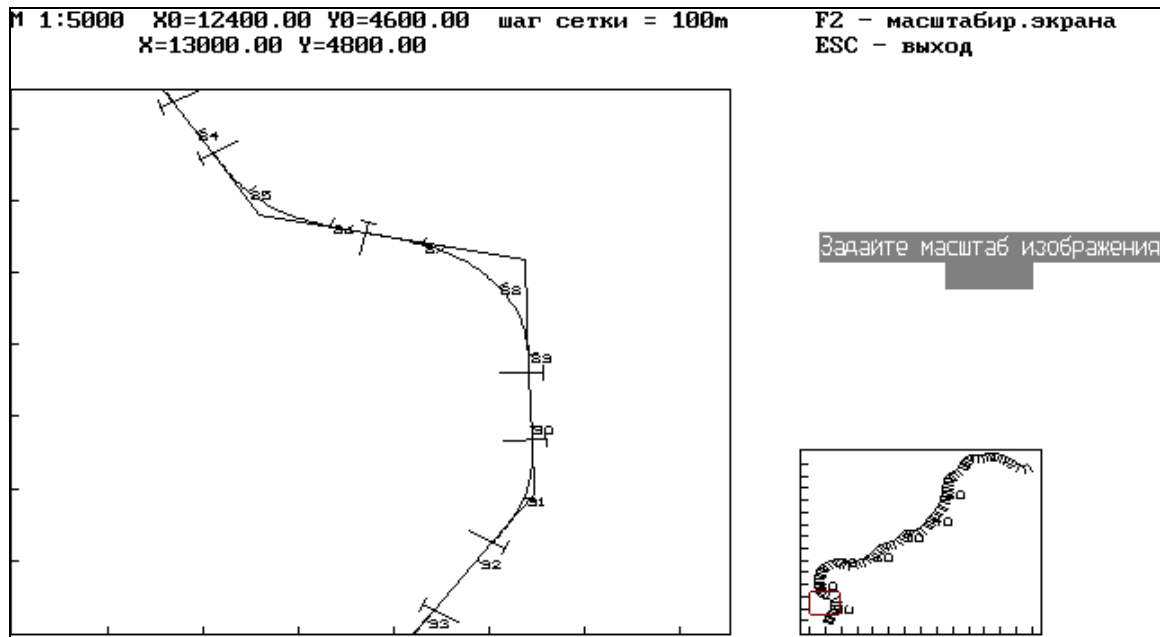 М 1:5000 X0=12400.00 Y0=4600.00 шаг сетки = 100m
F2 - масштабир.экрана
X=13000.00 Y=4800.00
ESC - выход
84
85
86
87
88
89
90
91
92
93
Задайте масштаб изображения